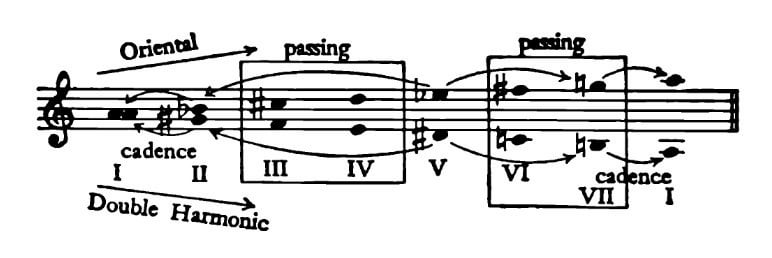 Oriental
passing
passing
cadence
I II III IV V VI VII I
cadence
Double Harmonic